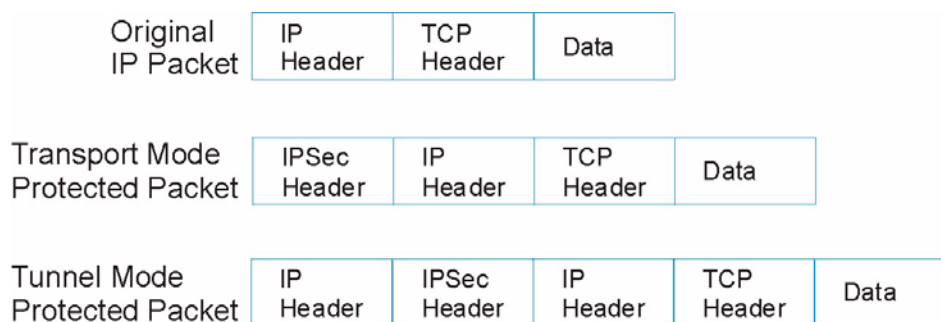 Original
IP Packet
IP
Header
TCP
Header
Data
Transport Mode
Protected Packet
IPSec
Header
IP
Header
TCP
Header
Data
Tunnel Mode
Protected Packet
IP
Header
IPSec
Header
IP
Header
TCP
Header
Data